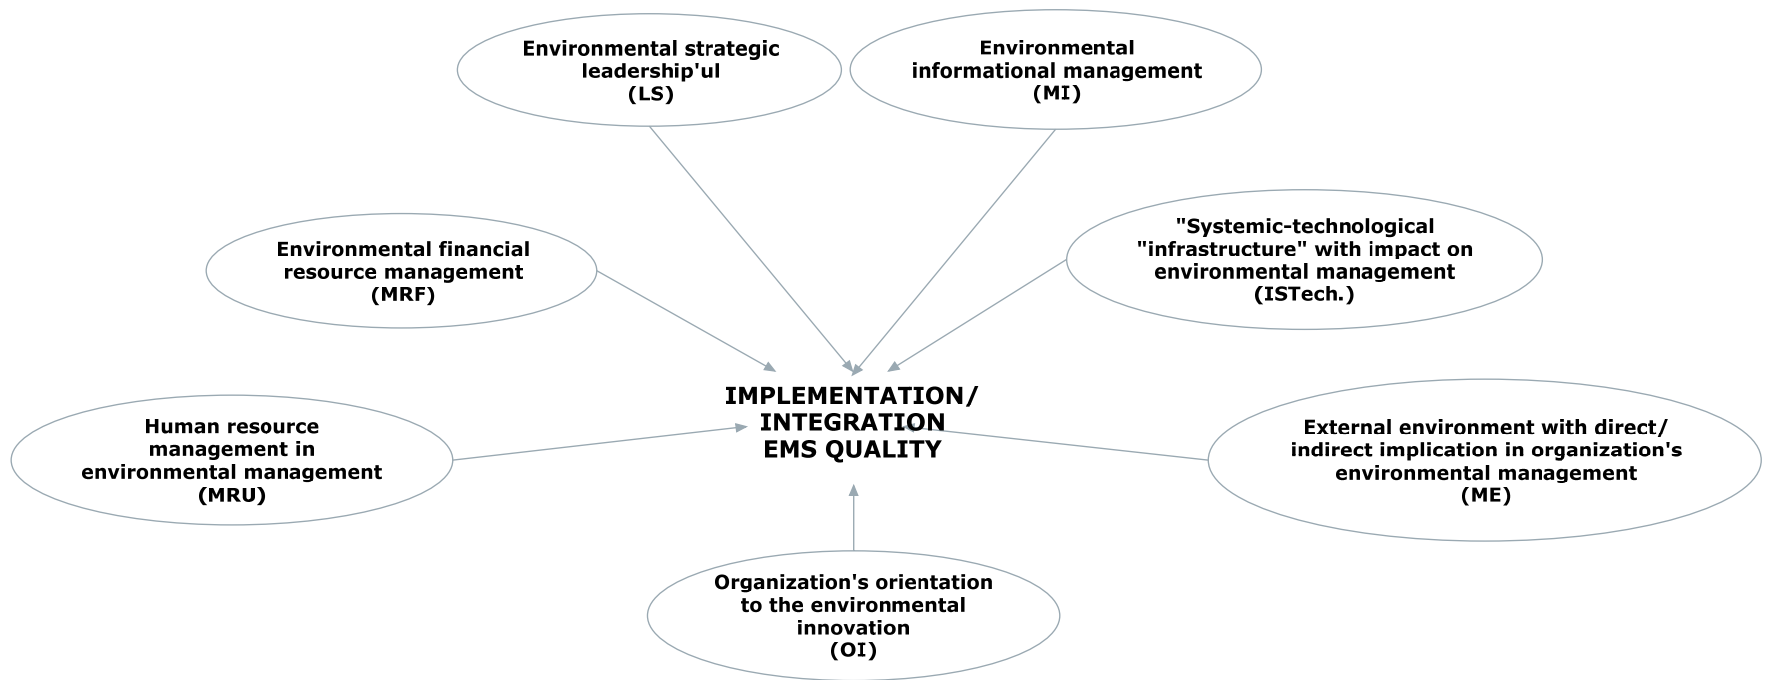 Environmental strategic
leadership'ul
(LS)
Environmental
informational management
(MI)
Environmental financial
resource management
(MRF)
"Systemic-technological
"infrastructure" with impact on
environmental management
(ISTech.)
IMPLEMENTATION/
INTEGRATION
EMS QUALITY
Human resource
management in
environmental management
(MRU)
External environment with direct/
indirect implication in organization's
environmental management
(ME)
Organization's orientation
to the environmental
innovation
(OI)